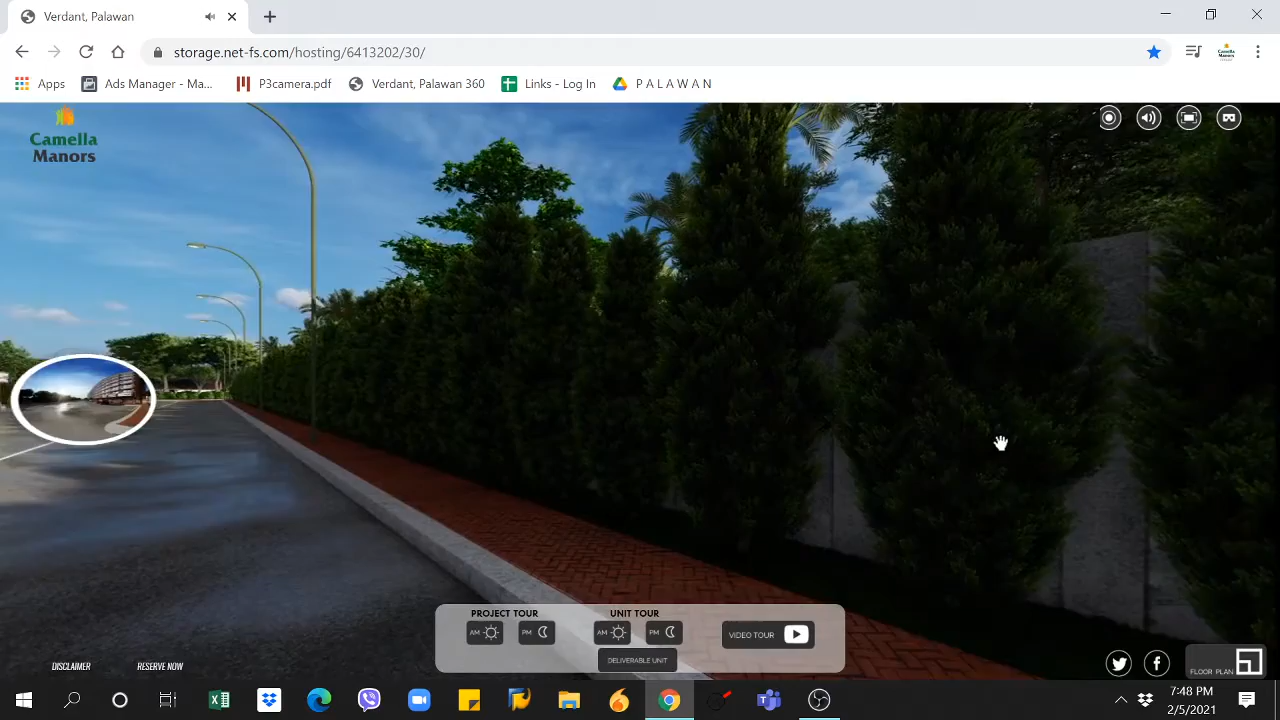 Verdant, Palawan
storage.net-fs.com/hosting/6413202/30/
Apps
Ads Manager - Ma...
P3camera.pdf
Verdant, Palawan 360
Links - Log In
P A L A W A N
Camella
Manors
PROJECT TOUR
UNIT TOUR
AM
PM
AM
PM
VIDEO TOUR
DELIVERABLE UNIT
DISCLAIMER
RESERVE NOW
FLOOR PLAN
7:48 PM
2/5/2021